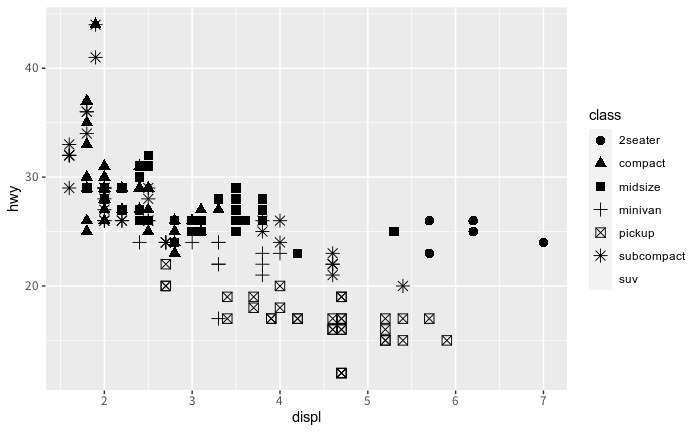 40
30
20
hwy
2 3 4 5 6 7
displ
class
2seater
compact
midsize
minivan
pickup
subcompact
suv